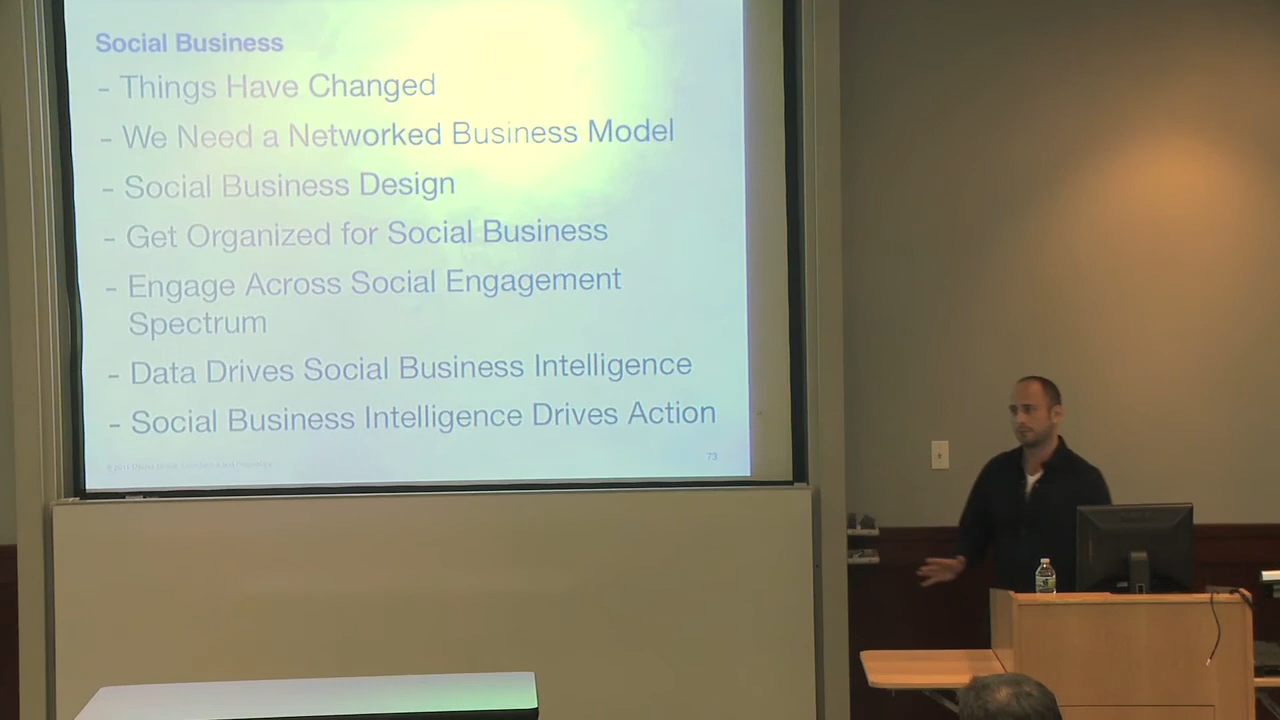 Social Business
- Things Have Changed
- We Need a Networked Business Model
- Social Business Design
- Get Organized for Social Business
- Engage Across Social Engagement
Spectrum
- Data Drives Social Business Intelligence
- Social Business Intelligence Drives Action
73